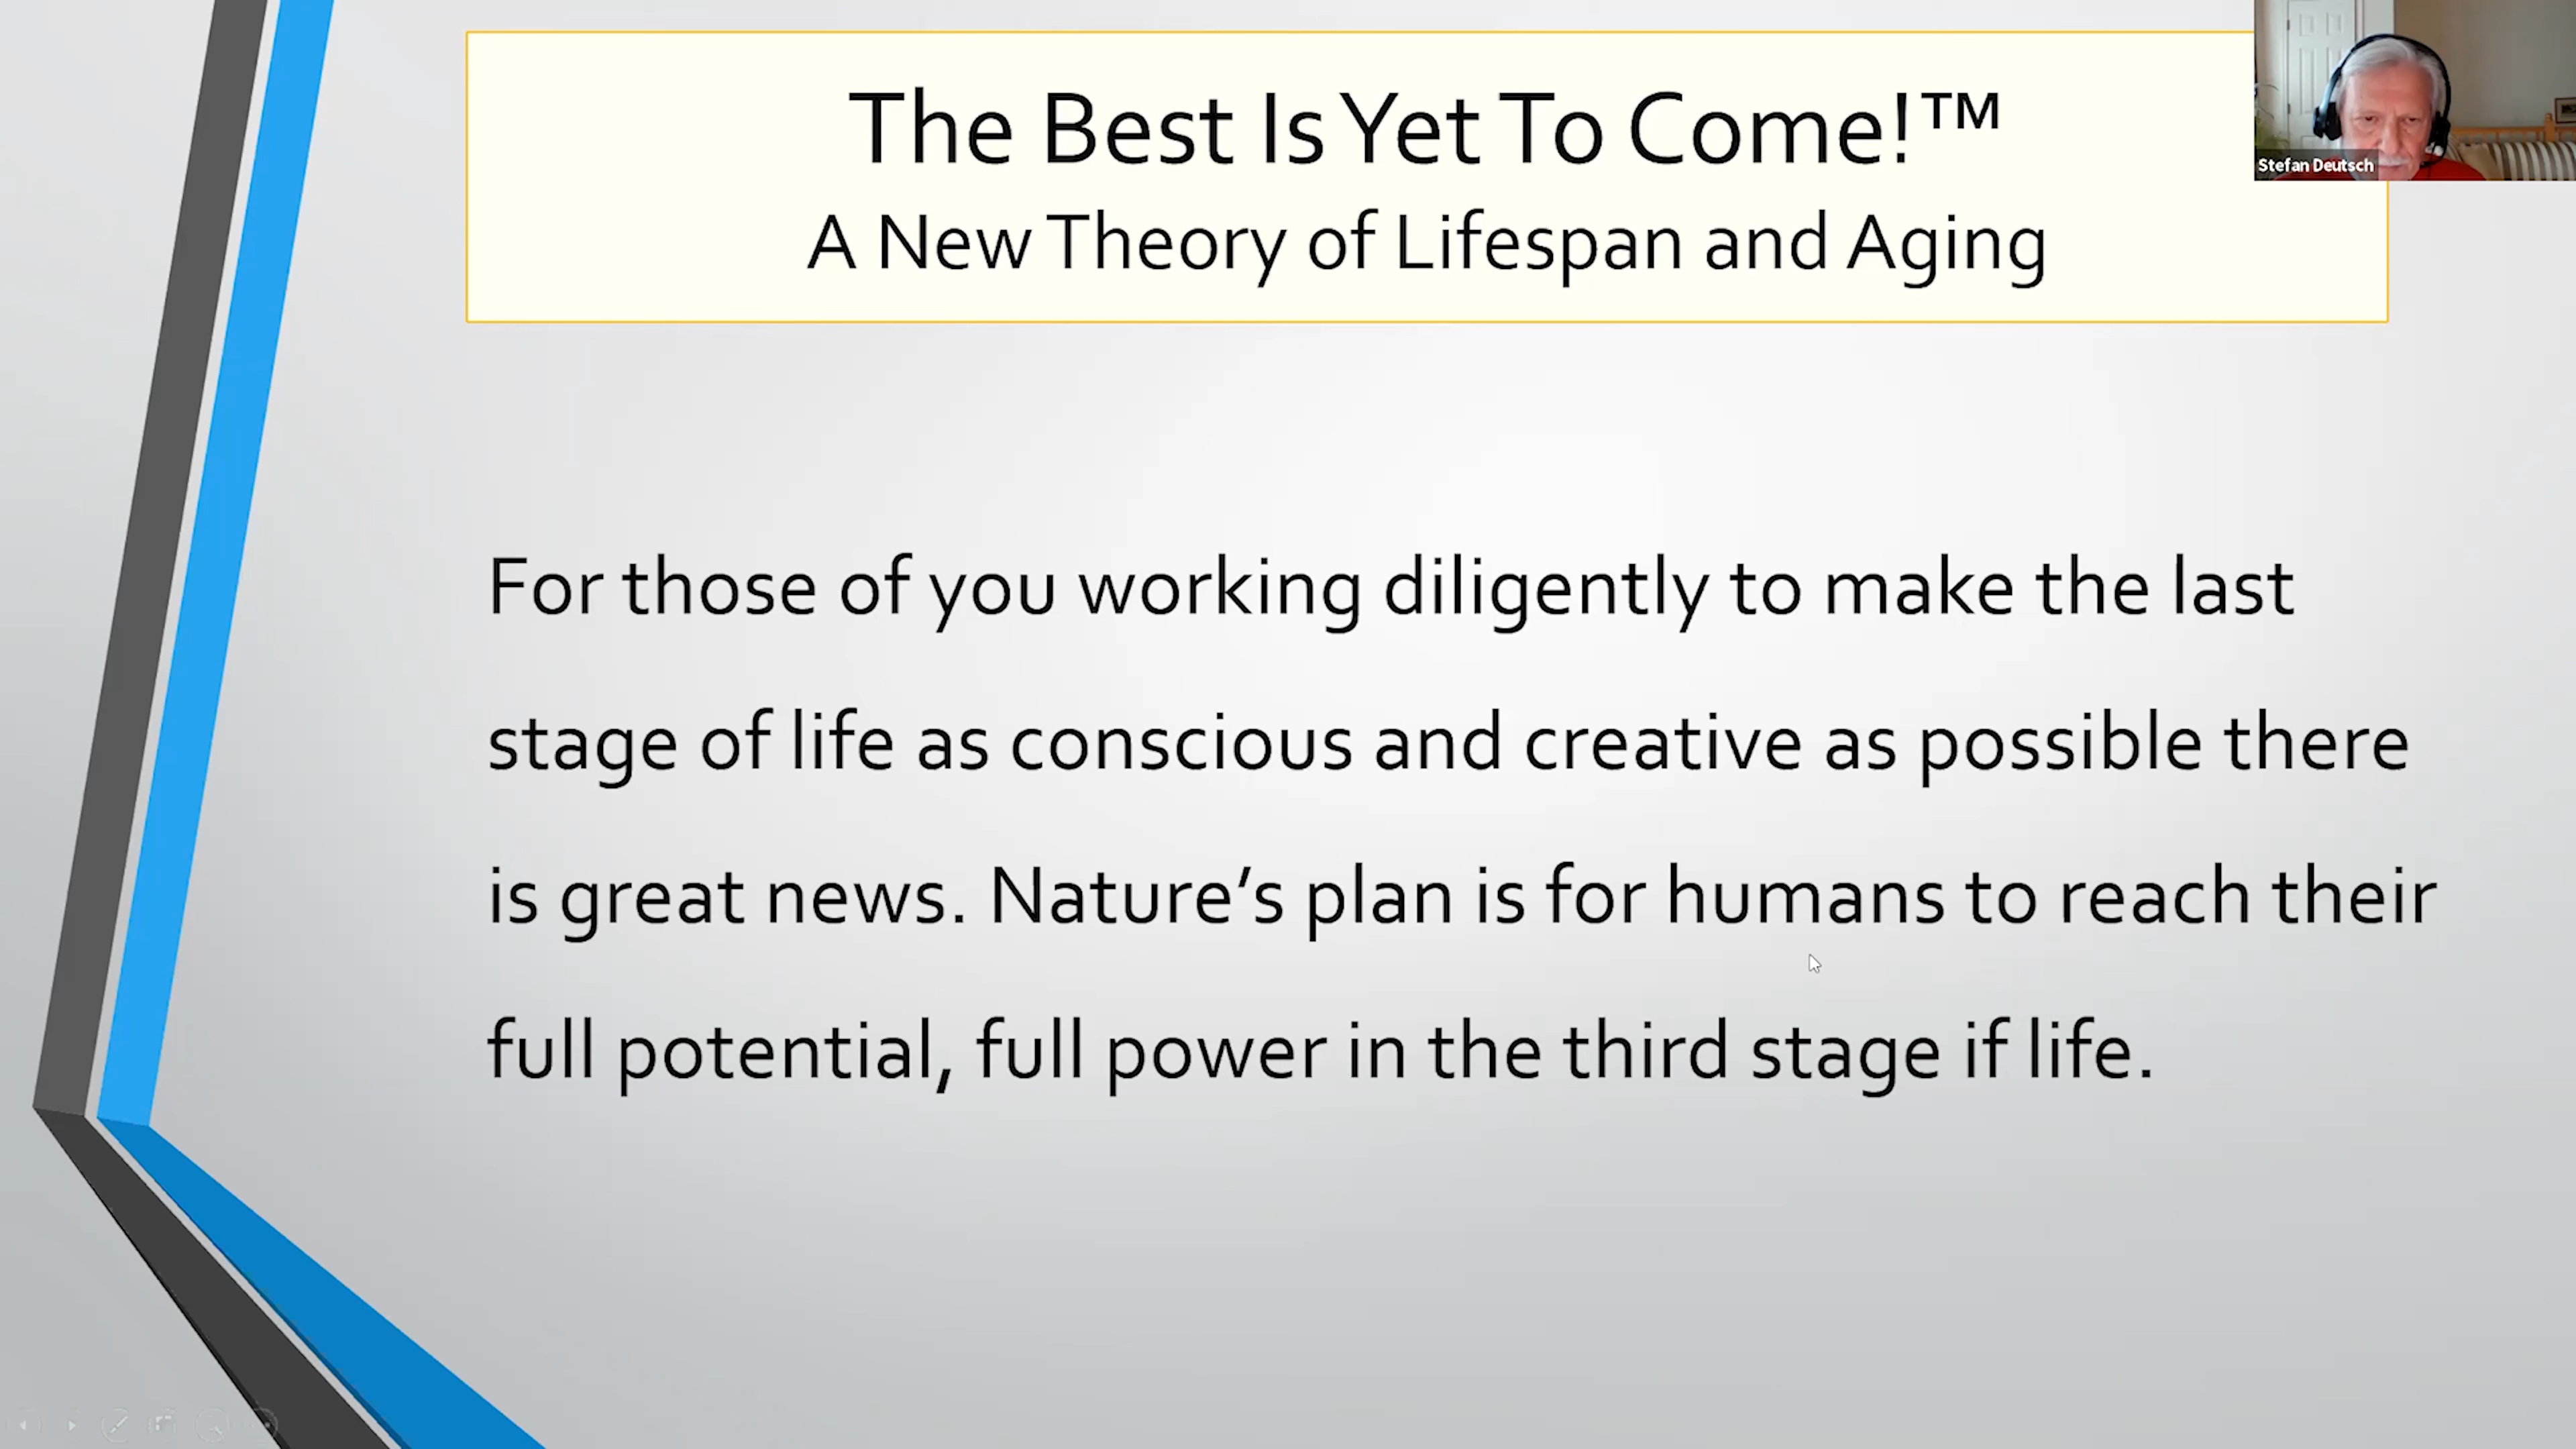 The Best Is Yet To Come!™
A New Theory of Lifespan and Aging
Stefan Deutsch
For those of you working diligently to make the last
stage of life as conscious and creative as possible there
is great news. Nature’s plan is for humans to reach their
full potential, full power in the third stage if life.